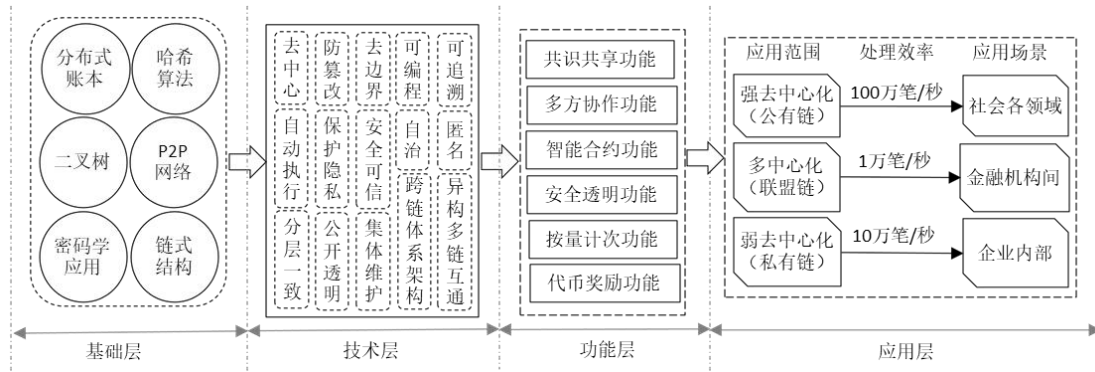 分布式
账本
哈希
算法
二叉树
P2P
网络
密码学
应用
链式
结构
基础层
去中心
防篡改
去边界
可编程
可追溯
自动执行
保护隐私
安全可信
自治
匿名
分层一致
公开透明
集体维护
跨链体系架构
异构多链互通
技术层
共识共享功能
多方协作功能
智能合约功能
安全透明功能
按量计次功能
代币奖励功能
功能层
应用范围
处理效率
应用场景
强去中心化
（公有链）
100万笔/秒
社会各领域
多中心化
（联盟链）
1万笔/秒
金融机构间
弱去中心化
（私有链）
10万笔/秒
企业内部
应用层